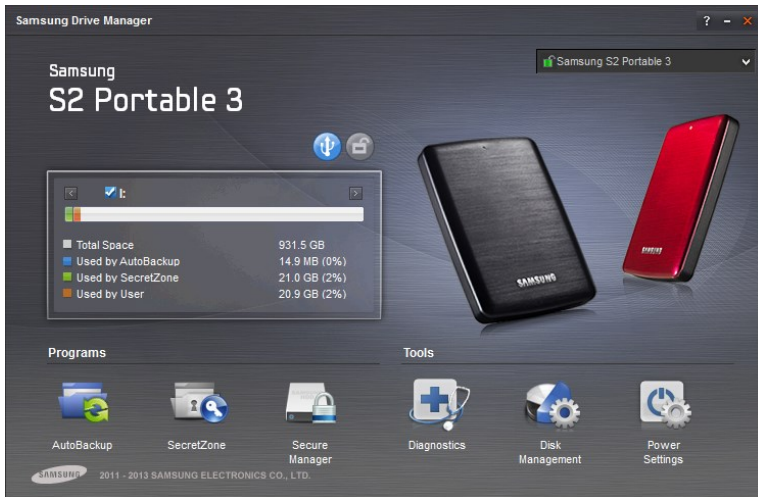 Samsung Drive Manager
? -
Samsung S2 Portable 3
Samsung
S2 Portable 3
I:
Total Space 931.5 GB
Used by AutoBackup 14.9 MB (0%)
Used by SecretZone 21.0 GB (2%)
Used by User 20.9 GB (2%)
SAMSUNG
SAMSUNG
Programs
Tools
AutoBackup
SecretZone
Secure
Manager
Diagnostics
Disk
Management
Power
Settings
SAMSUNG 2011 - 2013 SAMSUNG ELECTRONICS CO., LTD.